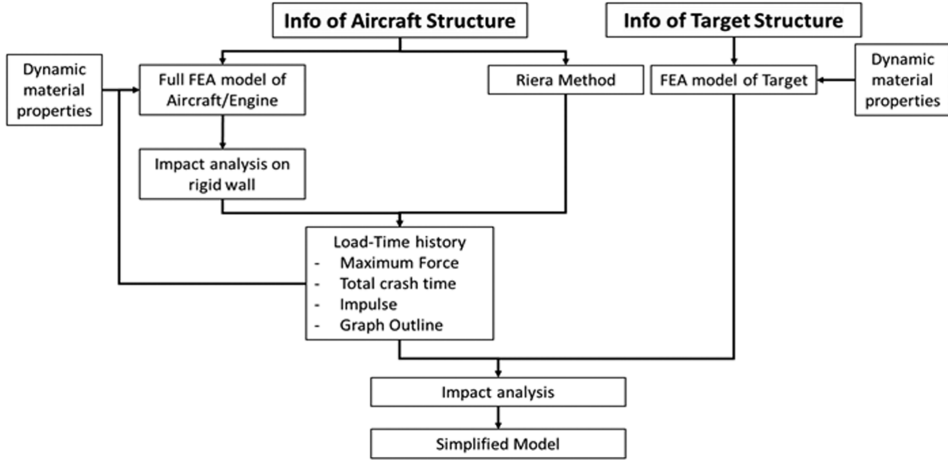 Info of Aircraft Structure
Info of Target Structure
Dynamic
material
properties
Full FEA model of
Aircraft/Engine
Riera Method
FEA model of Target
Dynamic
material
properties
Impact analysis on
rigid wall
Load-Time history
- Maximum Force
- Total crash time
- Impulse
- Graph Outline
Impact analysis
Simplified Model